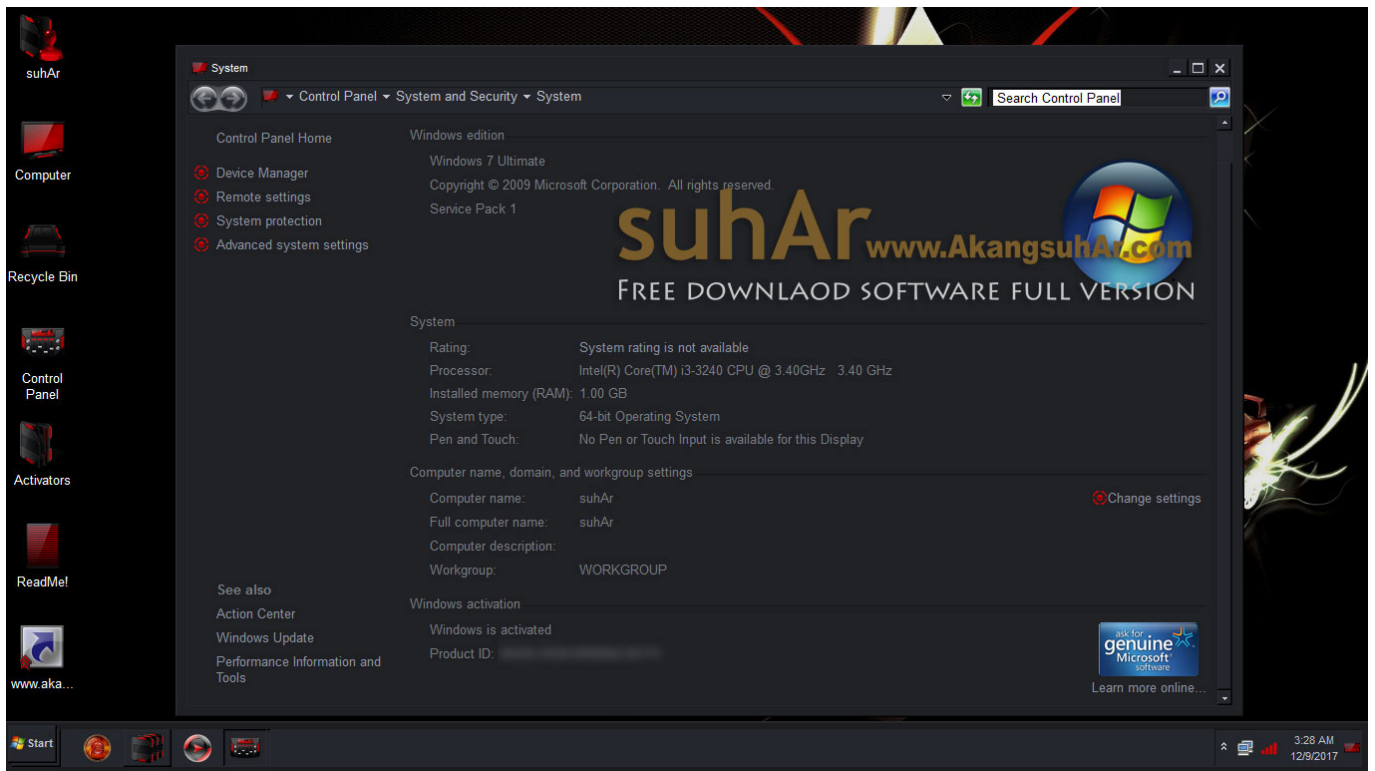 suhAr
Computer
Recycle Bin
Control
Panel
Activators
ReadMe!
www.aka...
System
Control Panel System and Security System
Search Control Panel
Control Panel Home
Device Manager
Remote settings
System protection
Advanced system settings
See also
Action Center
Windows Update
Performance Information and
Tools
Windows edition
Windows 7 Ultimate
Copyright © 2009 Microsoft Corporation. All rights reserved.
Service Pack 1
suhAr www.AkangsuhAr.com
FREE DOWNLAOD SOFTWARE FULL VERSION
System
Rating: System rating is not available
Processor: Intel(R) Core(TM) i3-3240 CPU @ 3.40GHz 3.40 GHz
Installed memory (RAM): 1.00 GB
System type: 64-bit Operating System
Pen and Touch: No Pen or Touch Input is available for this Display
Computer name, domain, and workgroup settings
Computer name: suhAr
Change settings
Full computer name: suhAr
Computer description:
Workgroup: WORKGROUP
Windows activation
Windows is activated
Product ID:
ask for
genuine
Microsoft
software
Learn more online...
Start
3:28 AM
12/9/2017